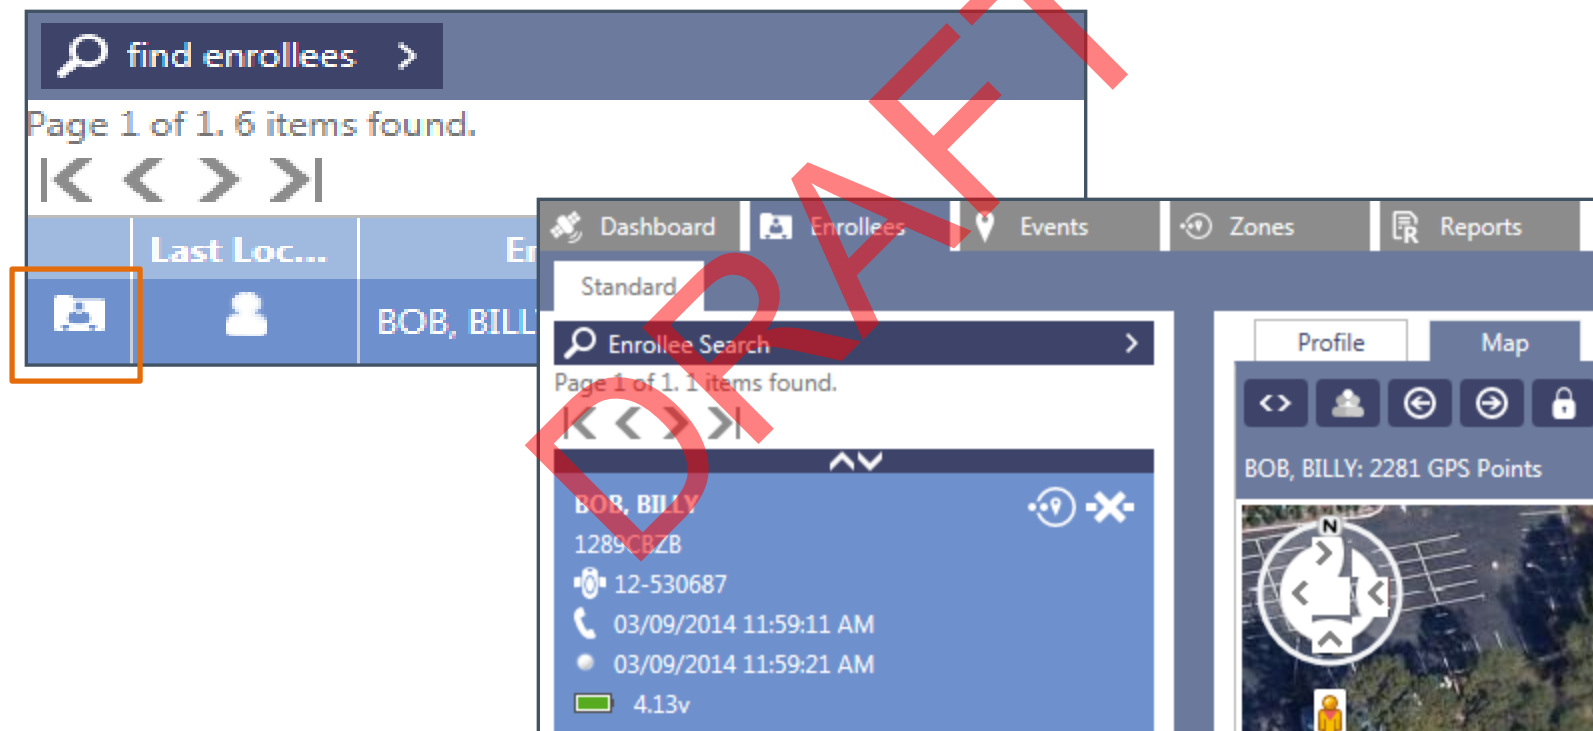 find enrollees
Page 1 of 1. 6 items found.
Last Loc...
BOB, BILL
Dashboard
Enrollees
Events
Zones
Reports
Standard
Enrollee Search
Page 1 of 1. 1 items found.
BOB, BILLY
1289CBZB
12-530687
03/09/2014 11:59:11 AM
03/09/2014 11:59:21 AM
4.13v
Profile
Map
BOB, BILLY: 2281 GPS Points
N
DRAFT